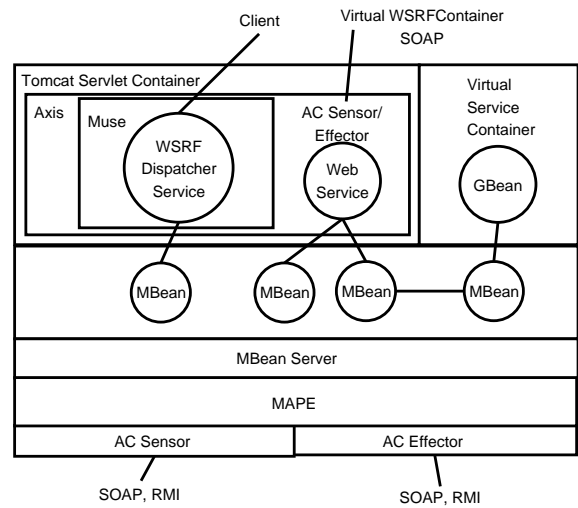 Client
Virtual WSRFContainer
SOAP
Tomcat Servlet Container
Axis
Muse
WSRF
Dispatcher
Service
AC Sensor/
Effector
Web
Service
Virtual
Service
Container
GBean
MBean
MBean
MBean
MBean
MBean Server
MAPE
AC Sensor
AC Effector
SOAP, RMI
SOAP, RMI